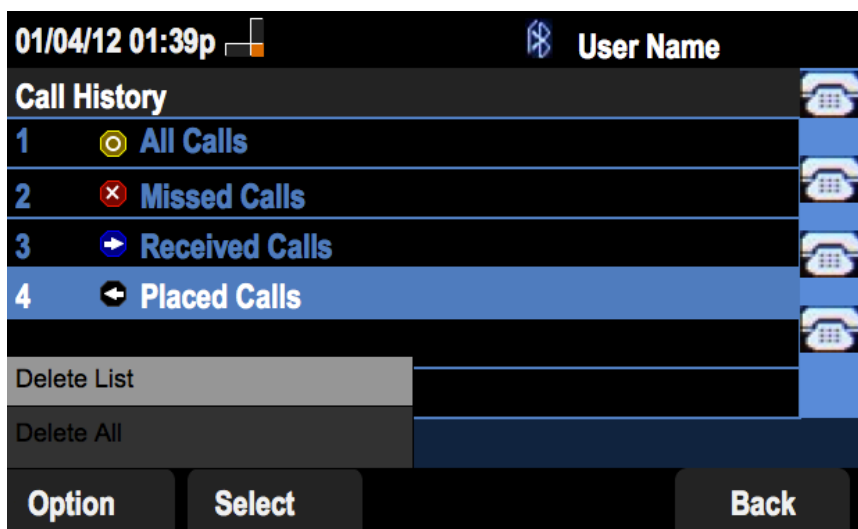 01/04/12 01:39p User Name
Call History
1 All Calls
2 Missed Calls
3 Received Calls
4 Placed Calls
Delete List
Delete All
Option Select Back